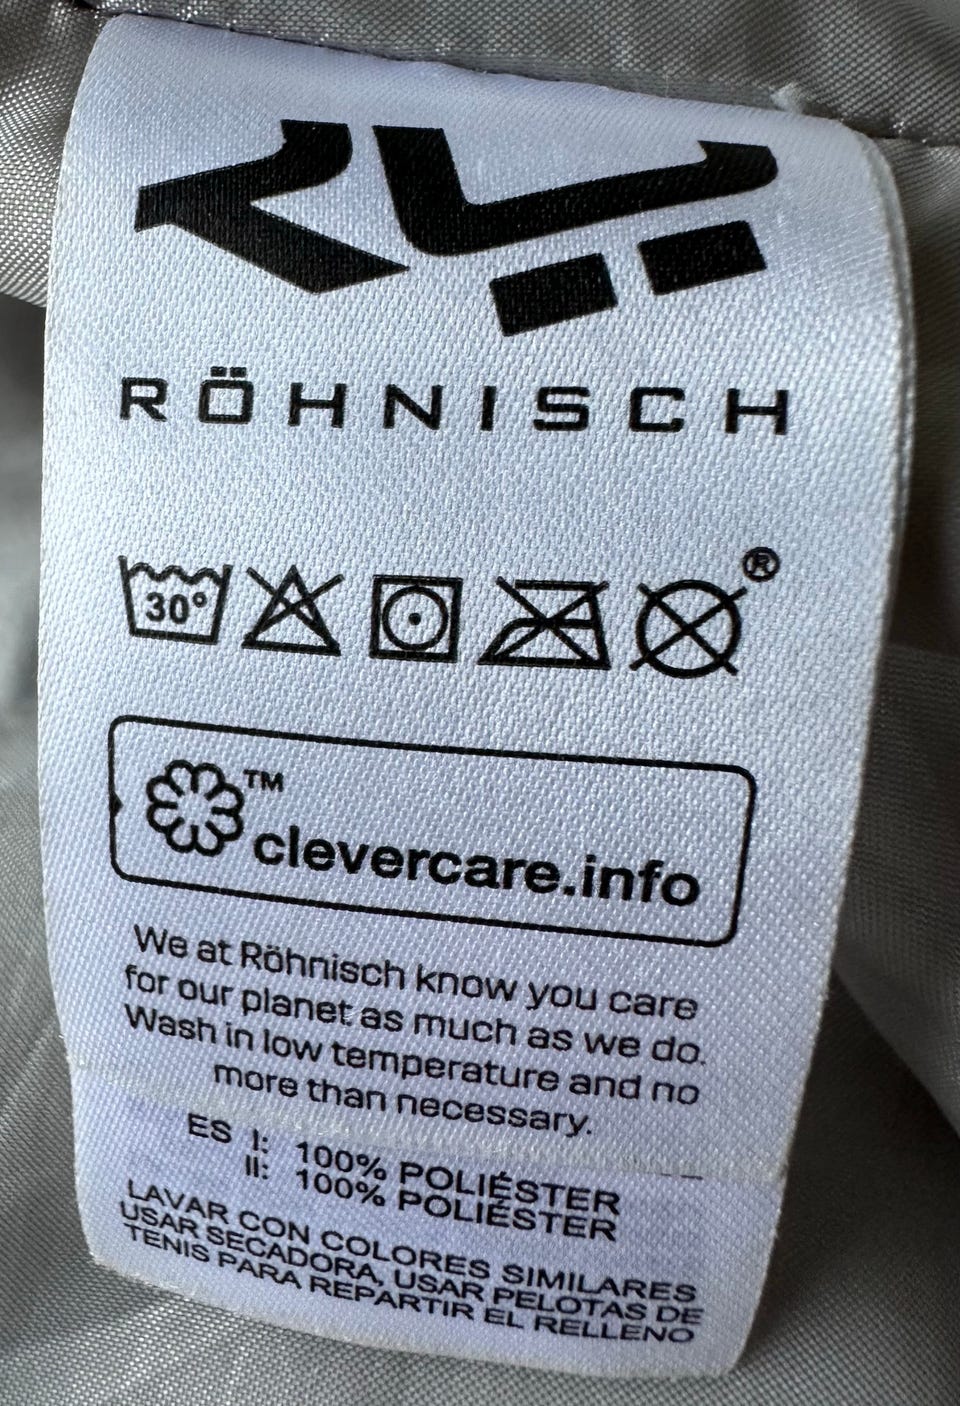 RÖHNISCH
30°
®
™
clevercare.info
We at Röhnisch know you care
for our planet as much as we do.
Wash in low temperature and no
more than necessary.
ES I: 100% POLIÉSTER
II: 100% POLIÉSTER
LAVAR CON COLORES SIMILARES
USAR SECADORA, USAR PELOTAS DE
TENIS PARA REPARTIR EL RELLENO